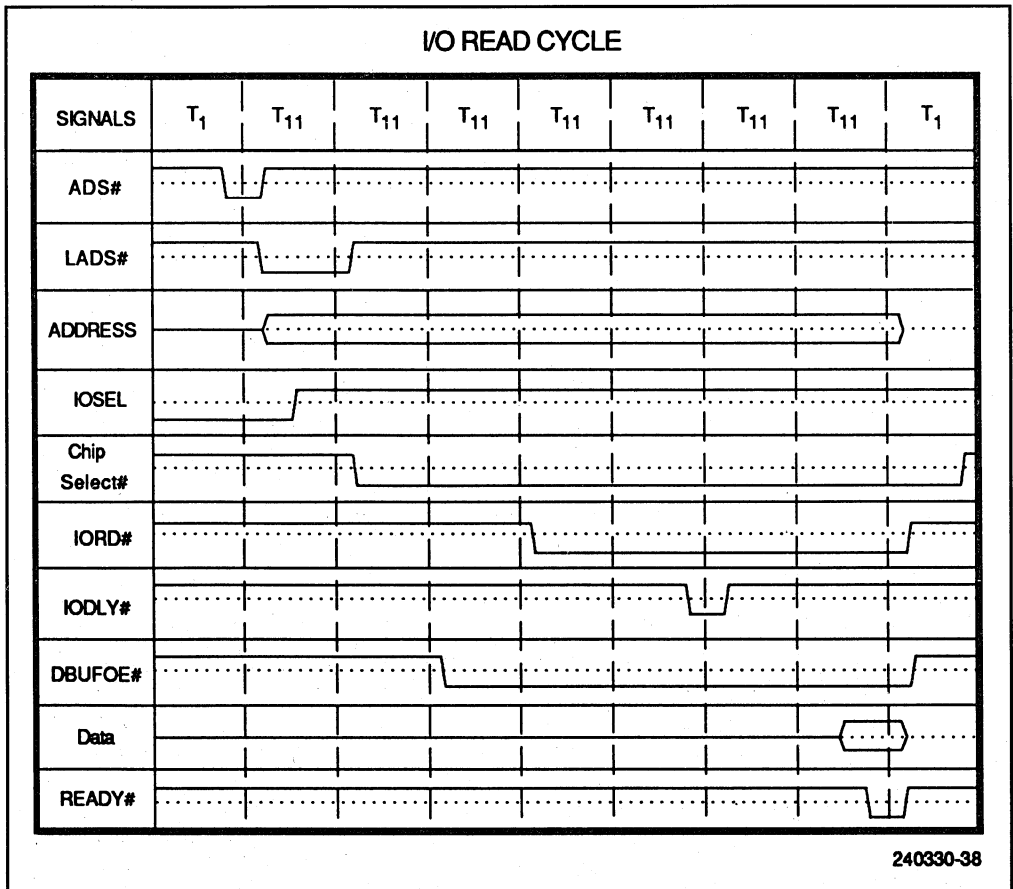 I/O READ CYCLE
SIGNALS T1 T11 T11 T11 T11 T11 T11 T11 T1
ADS#
LADS#
ADDRESS
IOSEL
Chip
Select#
IORD#
IODLY#
DBUFOE#
Data
READY#
240330-38